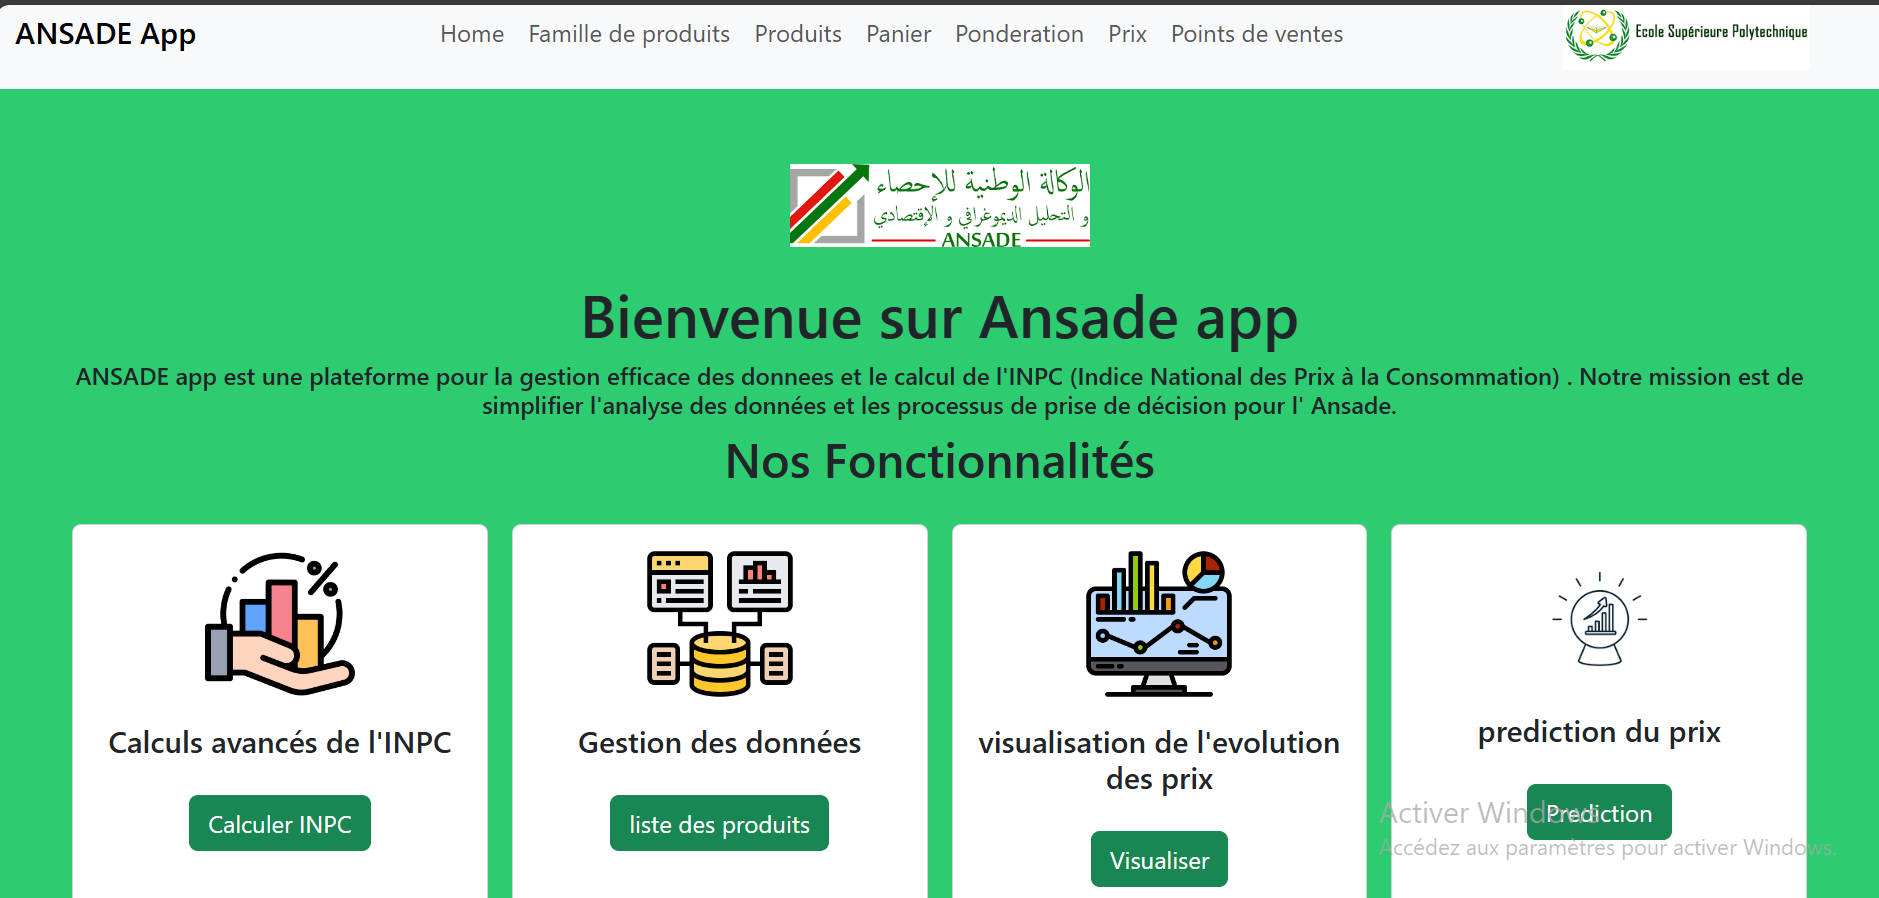 ANSADE App
Home Famille de produits Produits Panier Ponderation Prix Points de ventes
Ecole Supérieure Polytechnique
الوكالة الوطنية للإحصاء
و التحليل الديموغرافي و الإقتصادي
ANSADE
Bienvenue sur Ansade app
ANSADE app est une plateforme pour la gestion efficace des donnees et le calcul de l'INPC (Indice National des Prix à la Consommation) . Notre mission est de
simplifier l'analyse des données et les processus de prise de décision pour l' Ansade.
Nos Fonctionnalités
%
Calculs avancés de l'INPC
Calculer INPC
Gestion des données
liste des produits
visualisation de l'evolution
des prix
Visualiser
prediction du prix
Prediction
Activer Windows
Accédez aux paramètres pour activer Windows.